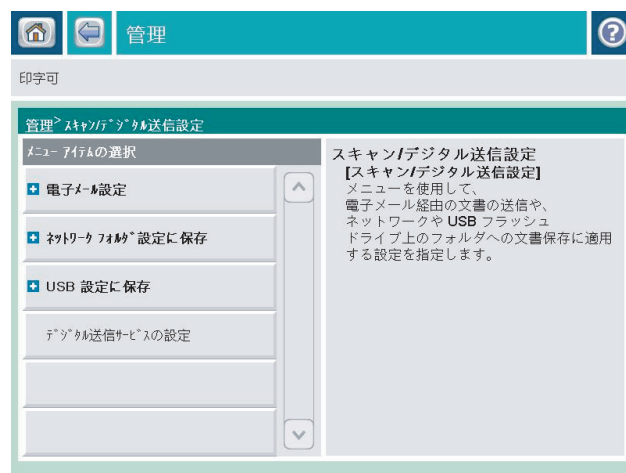 管理
印字可
管理>ｽｷｬﾝ/ﾃﾞｼﾞﾀﾙ送信設定
ﾒﾆｭｰ ｱｲﾃﾑの選択
電子ﾒｰﾙ設定
ﾈｯﾄﾜｰｸ ﾌｫﾙﾀﾞ設定に保存
USB 設定に保存
ﾃﾞｼﾞﾀﾙ送信ｻｰﾋﾞｽの設定
スキャン/デジタル送信設定
[スキャン/デジタル送信設定]
メニューを使用して、
電子メール経由の文書の送信や、
ネットワークや USB フラッシュ
ドライブ上のフォルダへの文書保存に適用
する設定を指定します。